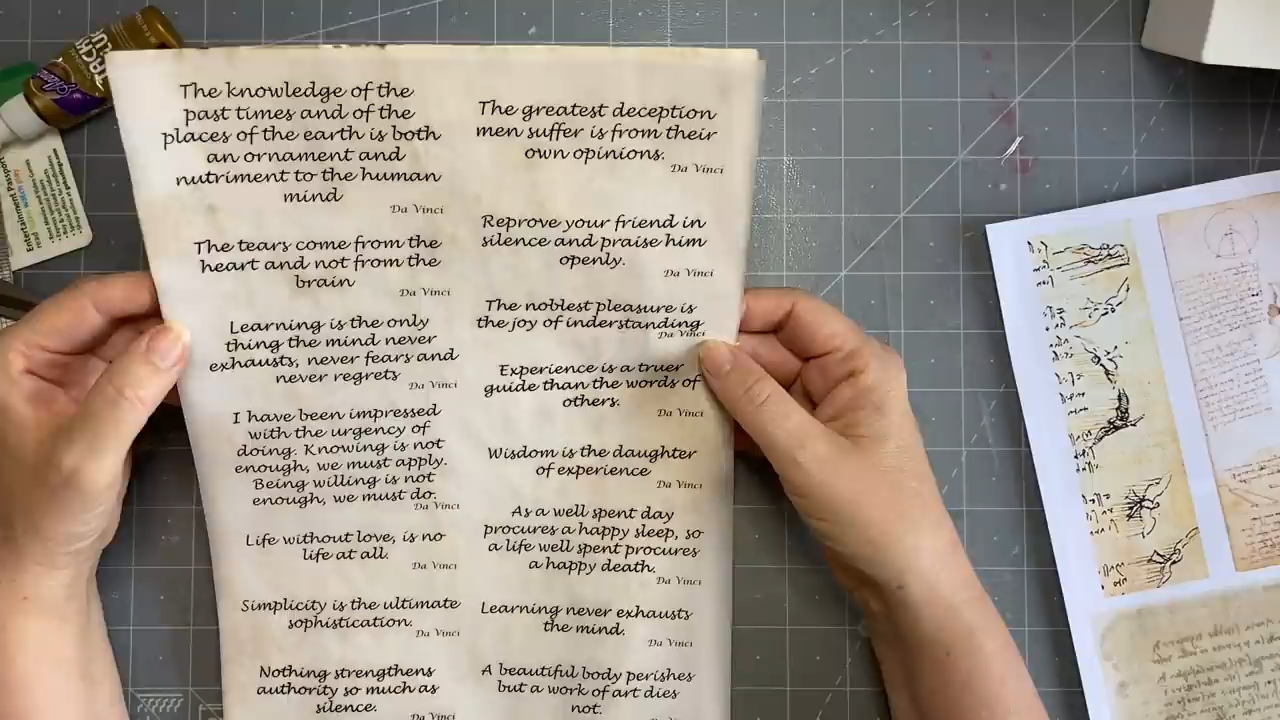 The knowledge of the
past times and of the
places of the earth is both
an ornament and
nutriment to the human
mind
Da Vinci
The tears come from the
heart and not from the
brain
Da Vinci
Learning is the only
thing the mind never
exhausts, never fears and
never regrets
Da Vinci
I have been impressed
with the urgency of
doing. Knowing is not
enough, we must apply.
Being willing is not
enough, we must do.
Da Vinci
Life without love, is no
life at all.
Da Vinci
Simplicity is the ultimate
sophistication.
Da Vinci
Nothing strengthens
authority so much as
silence.
Da Vinci
The greatest deception
men suffer is from their
own opinions.
Da Vinci
Reprove your friend in
silence and praise him
openly.
Da Vinci
The noblest pleasure is
the joy of inderstanding
Da Vinci
Experience is a truer
guide than the words of
others.
Da Vinci
Wisdom is the daughter
of experience
Da Vinci
As a well spent day
procures a happy sleep, so
a life well spent procures
a happy death.
Da Vinci
Learning never exhausts
the mind.
Da Vinci
A beautiful body perishes
but a work of art dies
not.
Da Vinci
TACKY
GLUE
Entertainment Passport